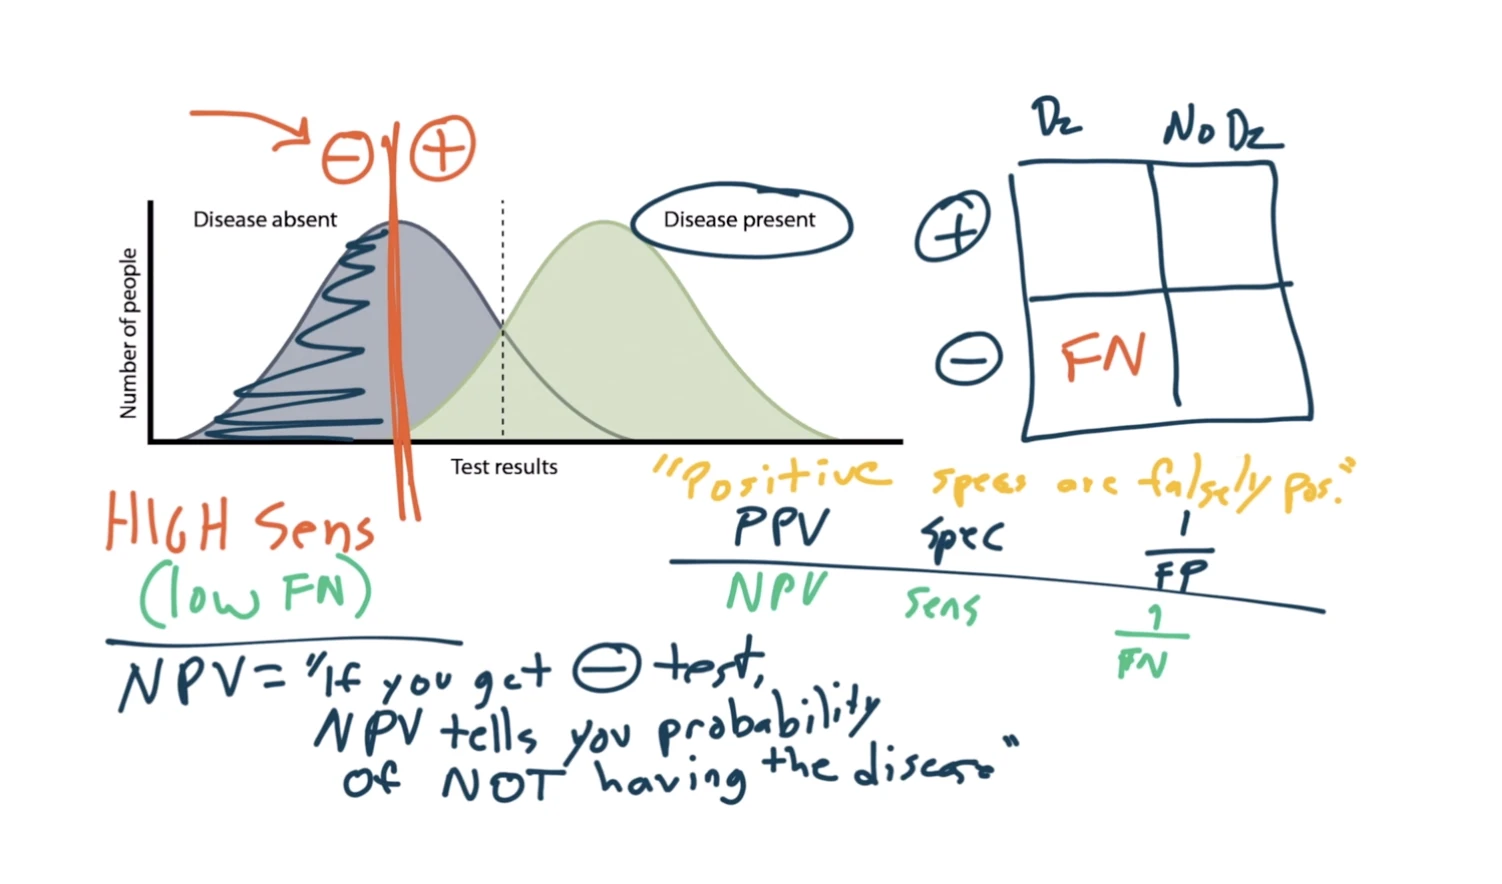 Dz No Dz
⊖ ⊕
Disease absent
Disease present
⊕
Number of people
FN
⊖
Test results
"Positive specs are falsely pos."
HIGH Sens
PPV spec 1/FP
(low FN)
NPV sens 1/FN
NPV = "If you get ⊖ test,
NPV tells you probability
of NOT having the disease"